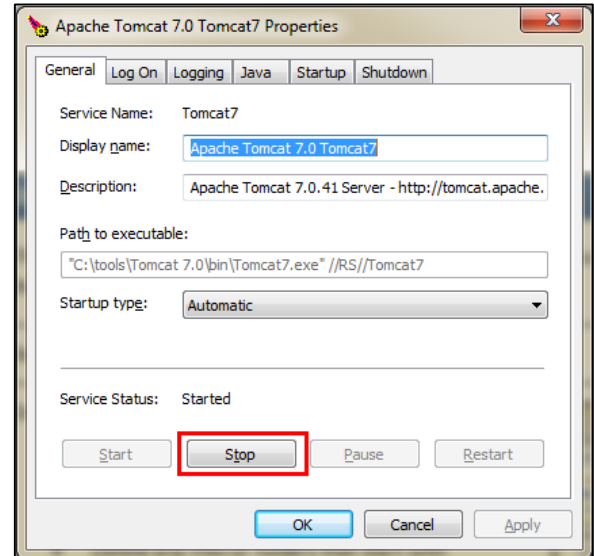 Apache Tomcat 7.0 Tomcat7 Properties
General Log On Logging Java Startup Shutdown
Service Name: Tomcat7
Display name: Apache Tomcat 7.0 Tomcat7
Description: Apache Tomcat 7.0.41 Server - http://tomcat.apache.
Path to executable:
"C:\tools\Tomcat 7.0\bin\Tomcat7.exe" //RS//Tomcat7
Startup type: Automatic
Service Status: Started
Start Stop Pause Restart
OK Cancel Apply